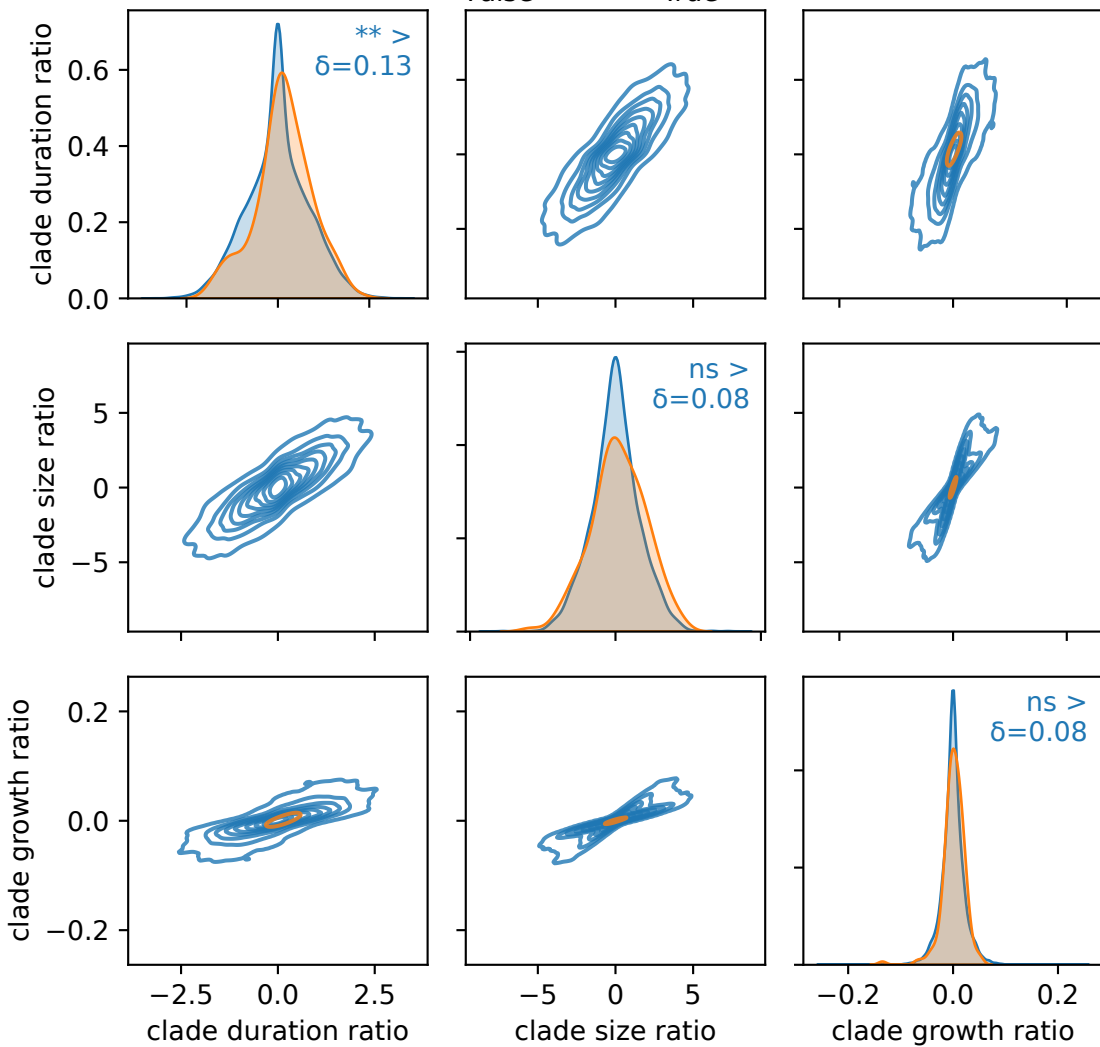 ** >
δ=0.13
clade duration ratio
0.6
0.4
0.2
0.0
ns >
δ=0.08
clade size ratio
5
0
−5
ns >
δ=0.08
clade growth ratio
0.2
0.0
−0.2
−2.5 0.0 2.5 −5 0 5 −0.2 0.0 0.2
clade duration ratio clade size ratio clade growth ratio